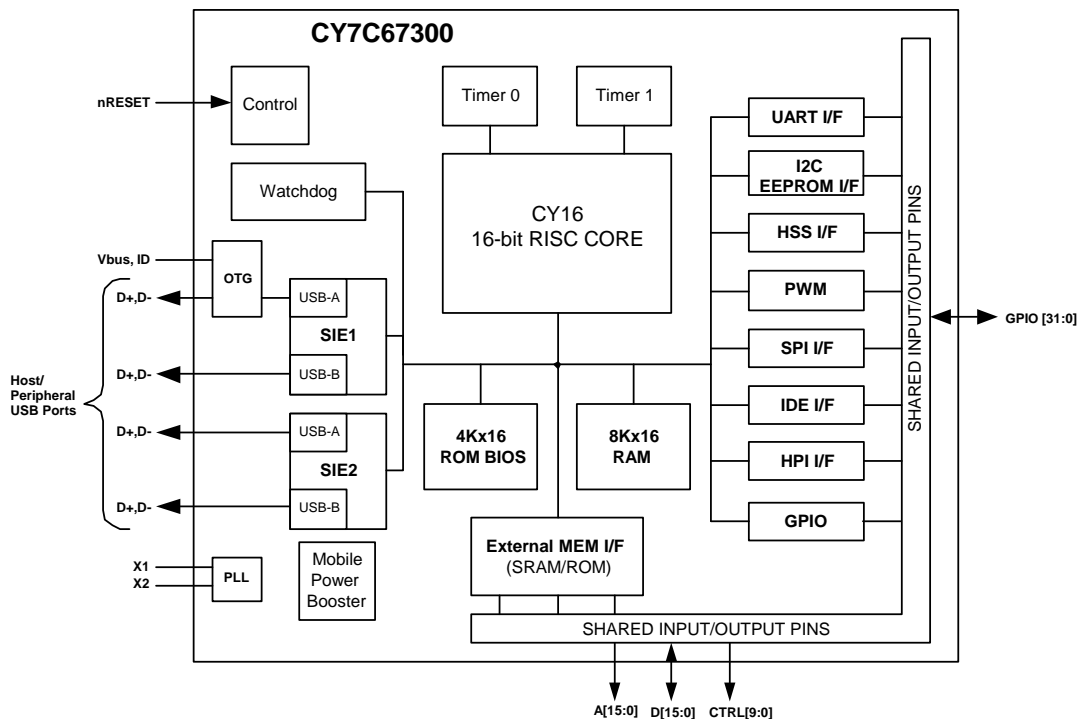 CY7C67300
nRESET
Control
Timer 0
Timer 1
UART I/F
Watchdog
CY16
16-bit RISC CORE
I2C
EEPROM I/F
HSS I/F
Vbus, ID
OTG
D+,D-
USB-A
SIE1
USB-B
D+,D-
PWM
SPI I/F
SHARED INPUT/OUTPUT PINS
GPIO [31:0]
Host/
Peripheral
USB Ports
D+,D-
USB-A
SIE2
USB-B
D+,D-
4Kx16
ROM BIOS
8Kx16
RAM
IDE I/F
HPI I/F
GPIO
X1
X2
PLL
Mobile
Power
Booster
External MEM I/F
(SRAM/ROM)
SHARED INPUT/OUTPUT PINS
A[15:0]
D[15:0]
CTRL[9:0]